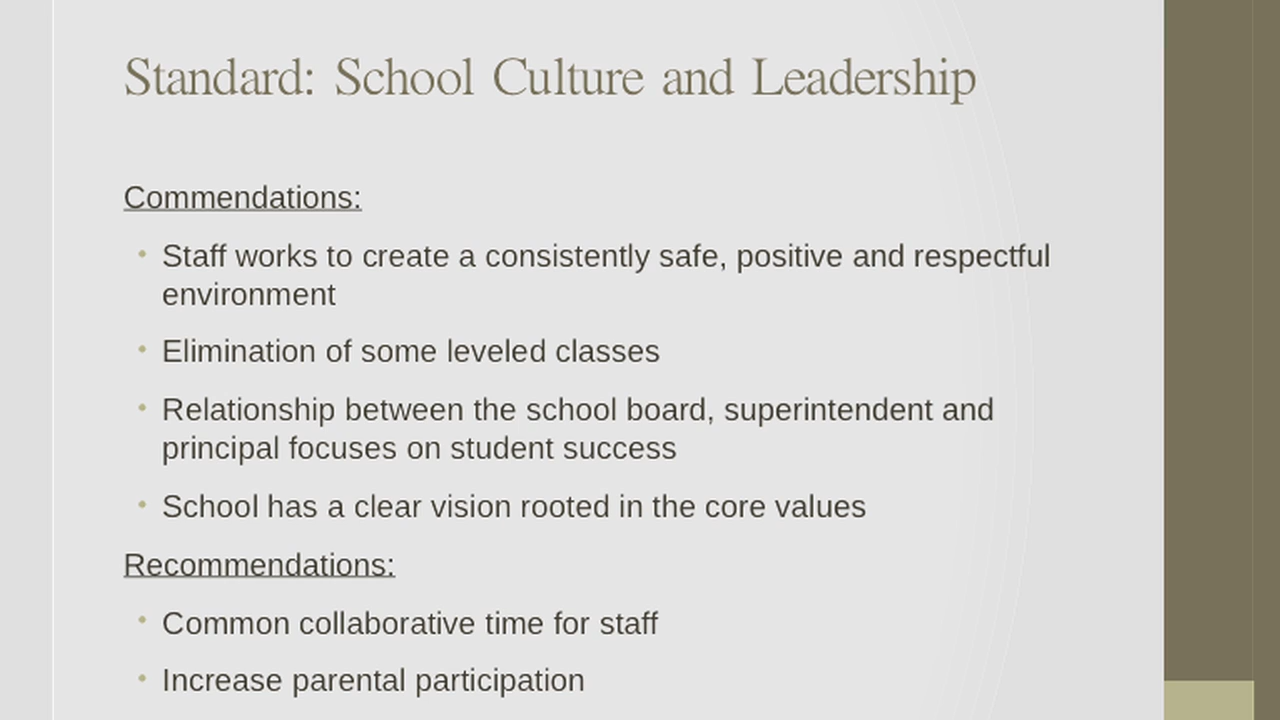 Standard: School Culture and Leadership
Commendations:
• Staff works to create a consistently safe, positive and respectful
environment
• Elimination of some leveled classes
• Relationship between the school board, superintendent and
principal focuses on student success
• School has a clear vision rooted in the core values
Recommendations:
• Common collaborative time for staff
• Increase parental participation